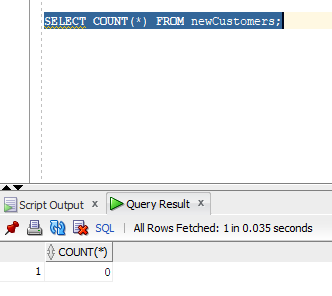 SELECT COUNT(*) FROM newCustomers;
Script Output x Query Result x
SQL | All Rows Fetched: 1 in 0.035 seconds
COUNT(*)
1 0